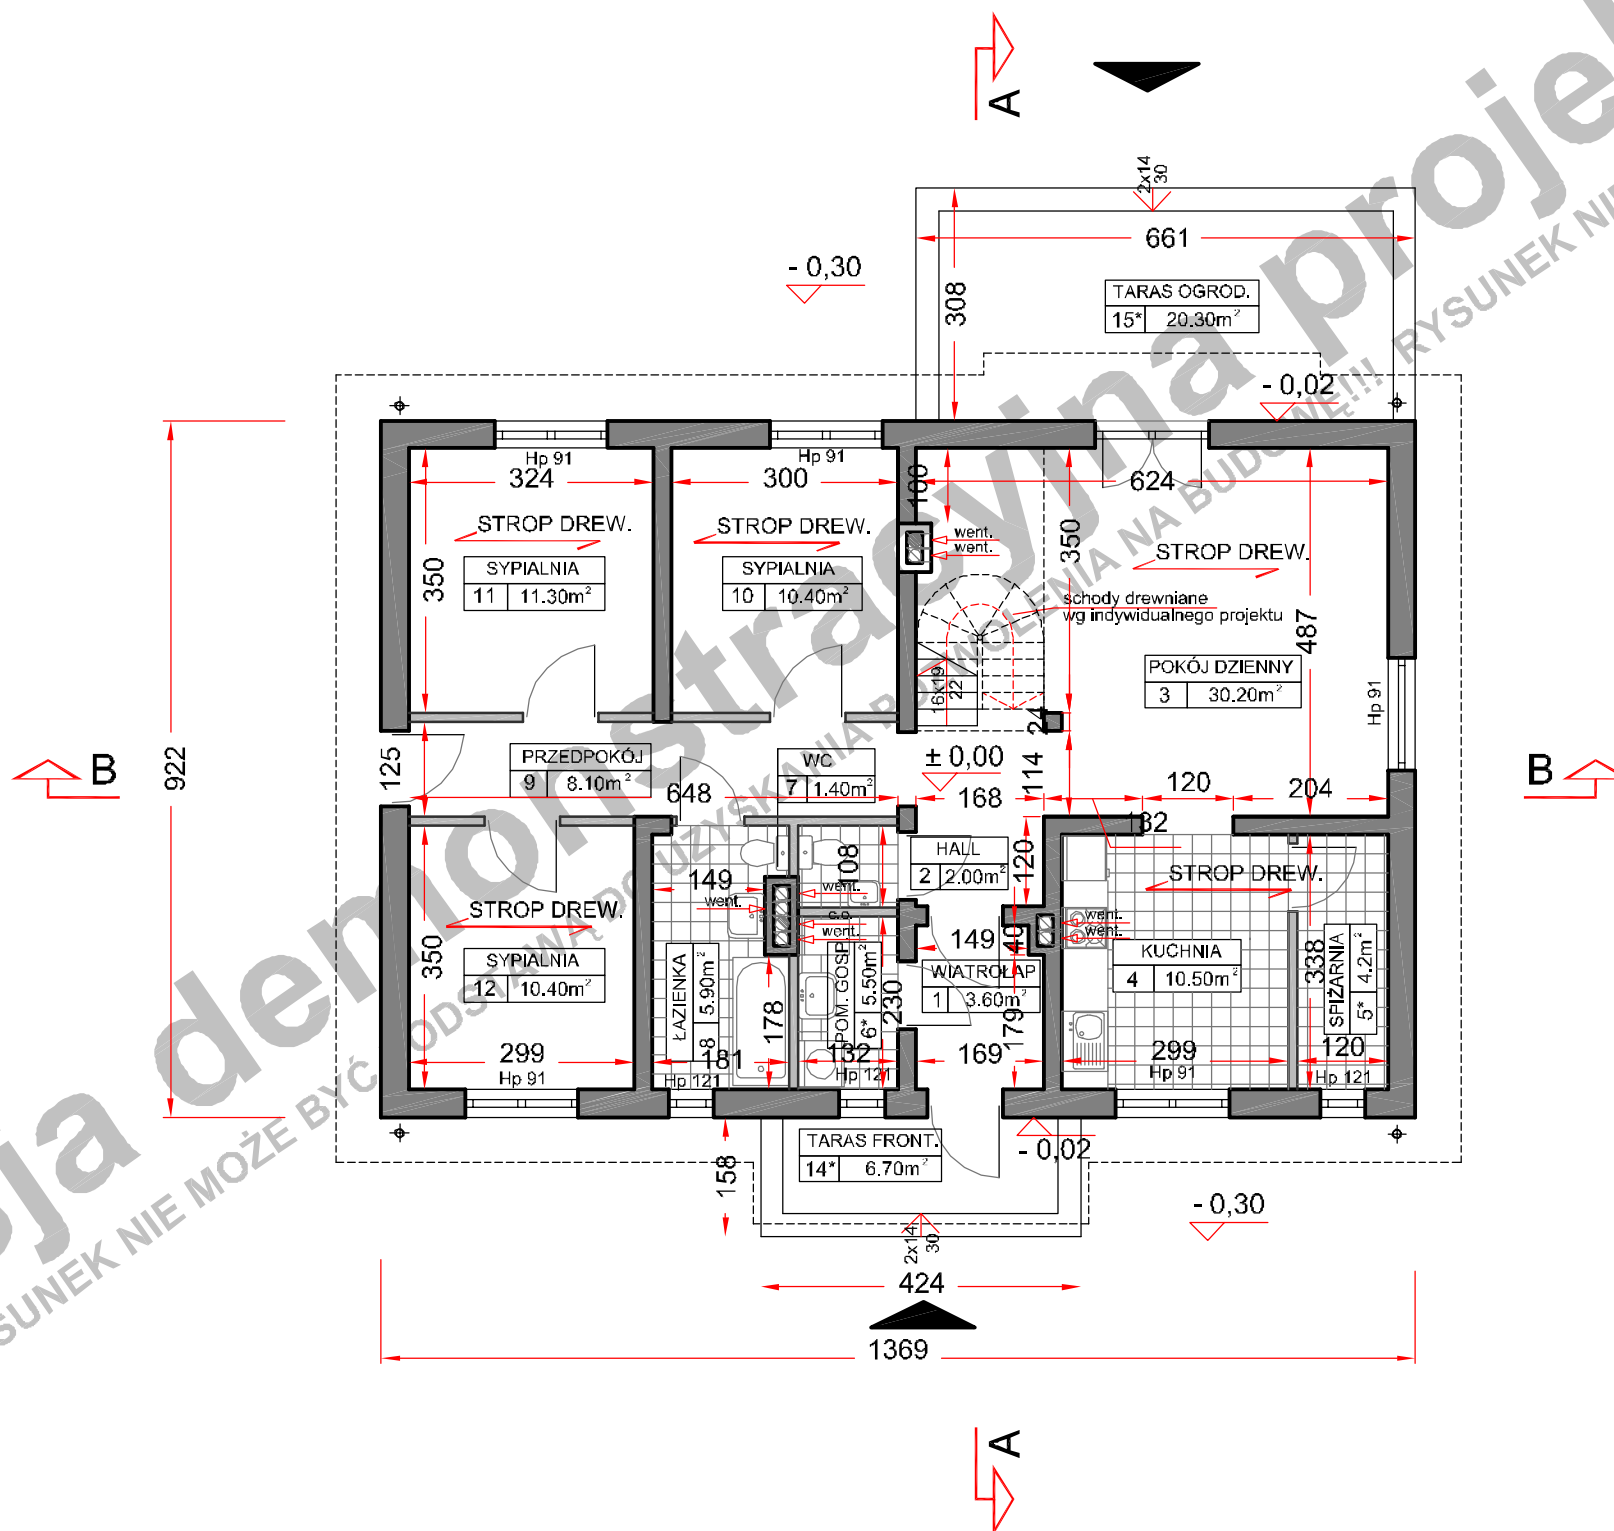 A
2x14
30
661
- 0,30
308
TARAS OGROD.
15* 20.30m²
- 0,02
Hp 91
324
Hp 91
300
100
624
STROP DREW.
STROP DREW.
went.
went.
350
STROP DREW.
350
SYPIALNIA
11 11.30m²
SYPIALNIA
10 10.40m²
schody drewniane
wg indywidualnego projektu
487
POKÓJ DZIENNY
3 30.20m²
16x19
22
Hp 91
24
922
B
125
PRZEDPOKÓJ
9 8.10m²
WC
7 1.40m²
± 0,00
114
B
648
168
120
204
132
108
HALL
2 2.00m²
120
149
went.
went.
STROP DREW.
STROP DREW.
c.o.
went.
went.
went.
350
SYPIALNIA
12 10.40m²
ŁAZIENKA
8 5.90m²
178
POM. GOSP.
6* 5.50m²
230
149
40
WIATROŁAP
1 3.60m²
179
KUCHNIA
4 10.50m²
338
SPIŻARNIA
5* 4.2m²
299
Hp 91
181
Hp 121
132
Hp 121
169
299
Hp 91
120
Hp 121
TARAS FRONT.
14* 6.70m²
- 0,02
158
- 0,30
2x14
30
424
1369
A
ja demonstracyjna proje
SUNEK NIE MOŻE BYĆ PODSTAWĄ DO UZYSKANIA POZWOLENIA NA BUDOWĘ!!! RYSUNEK NIE